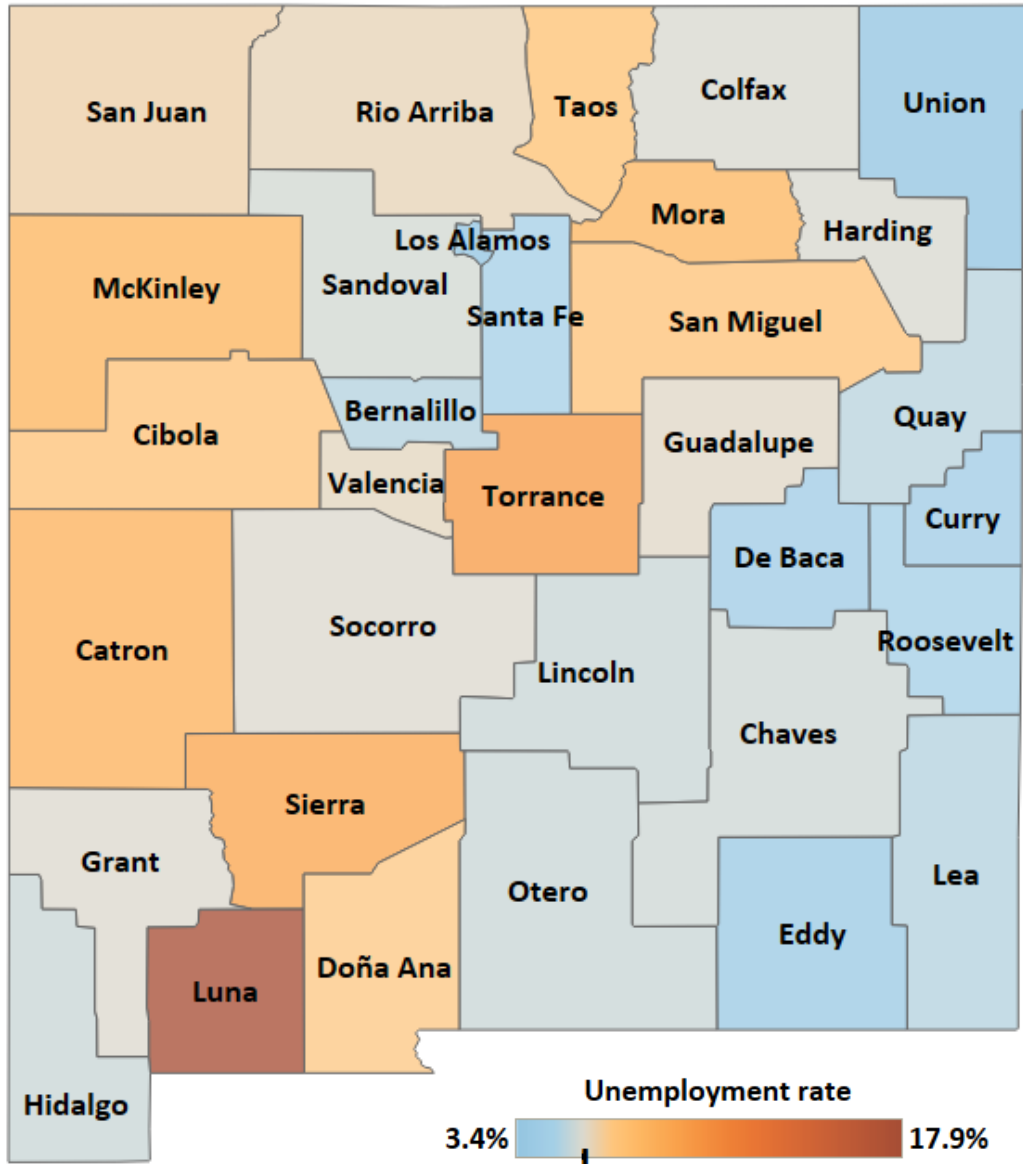 San Juan
Rio Arriba
Taos
Colfax
Union
Mora
Harding
Los Alamos
McKinley
Sandoval
Santa Fe
San Miguel
Bernalillo
Quay
Cibola
Guadalupe
Valencia
Torrance
Curry
De Baca
Socorro
Roosevelt
Catron
Lincoln
Chaves
Sierra
Grant
Otero
Lea
Eddy
Doña Ana
Luna
Hidalgo
Unemployment rate
3.4% 17.9%